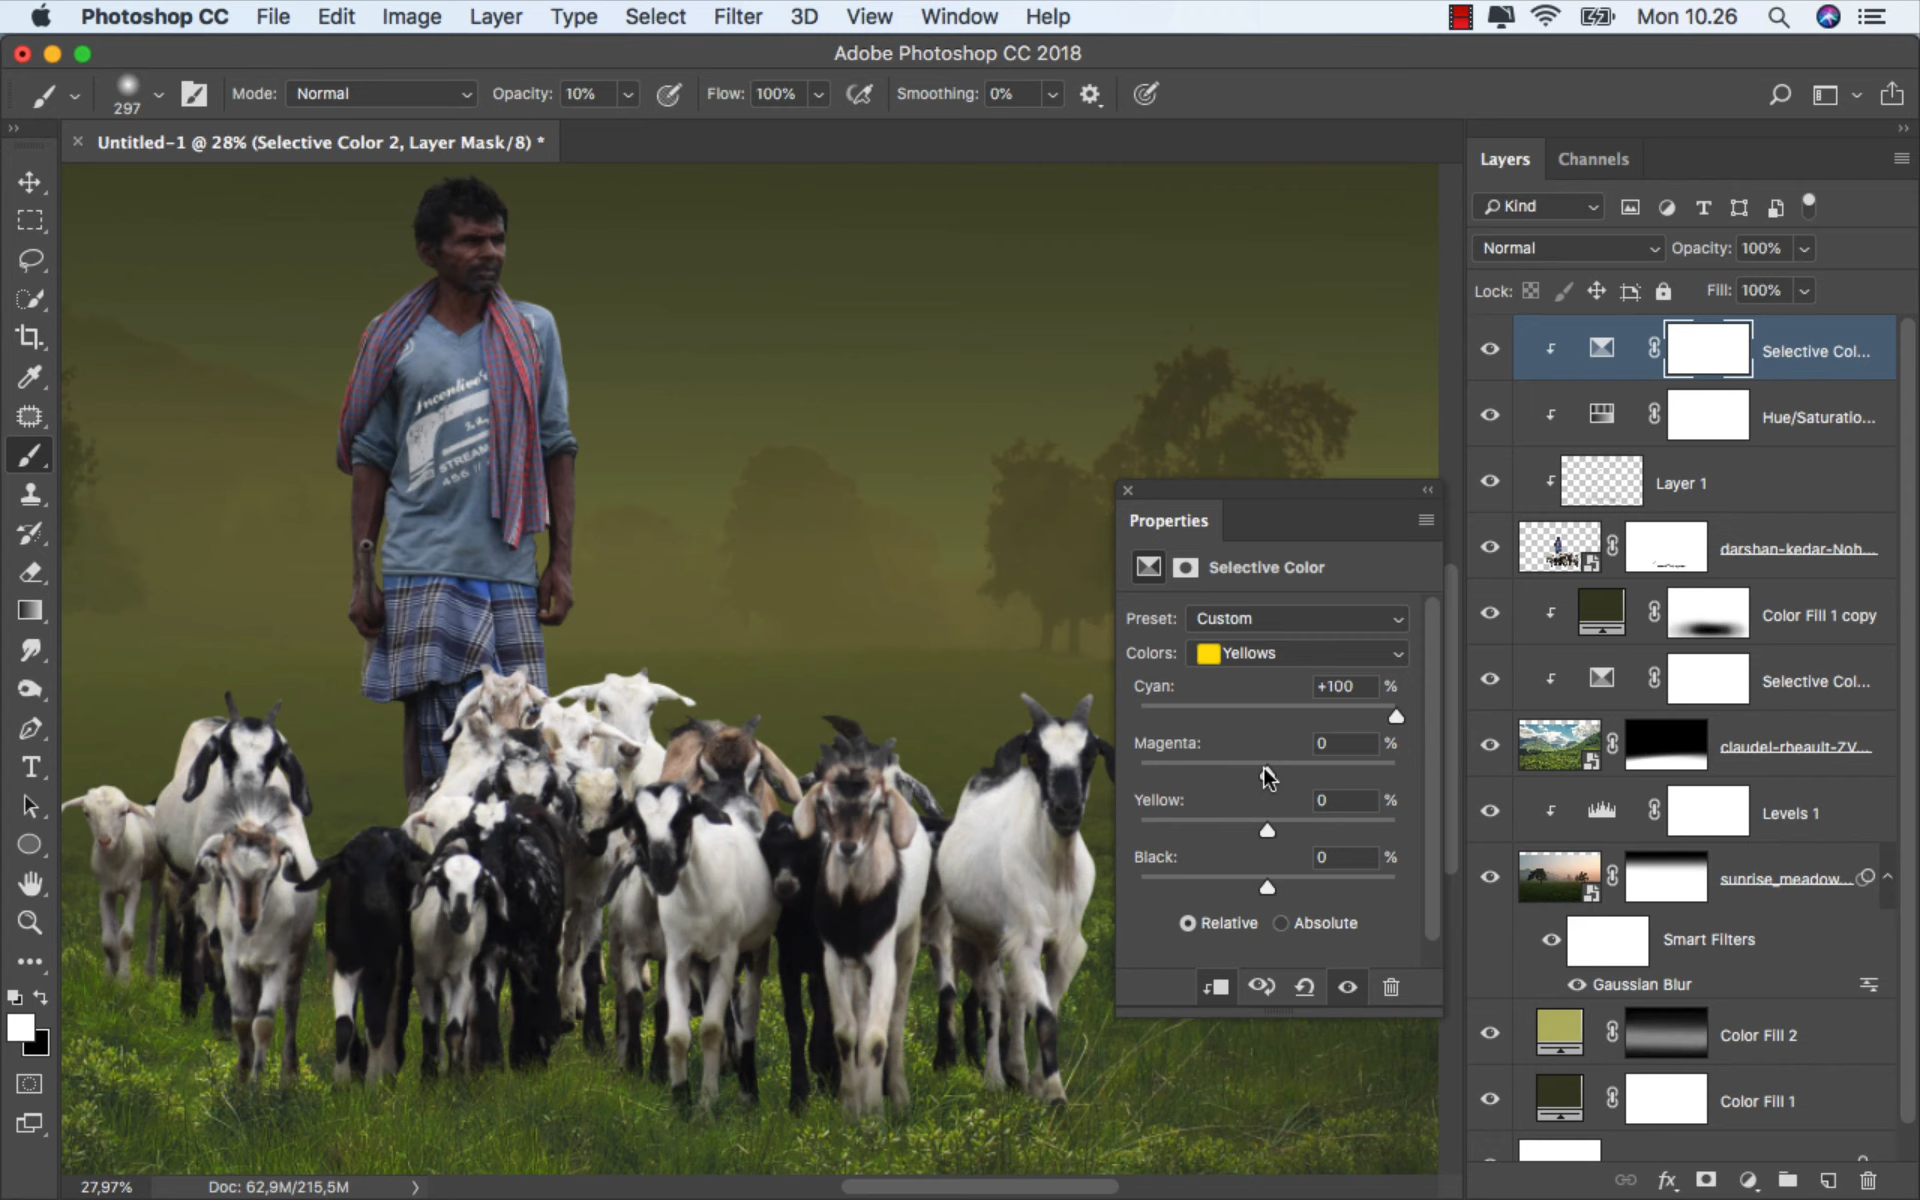 Photoshop CC File Edit Image Layer Type Select Filter 3D View Window Help Mon 10.26
Adobe Photoshop CC 2018
297 Mode: Normal Opacity: 10% Flow: 100% Smoothing: 0%
Untitled-1 @ 28% (Selective Color 2, Layer Mask/8) *
Layers Channels
Kind
Normal Opacity: 100%
Lock: Fill: 100%
Selective Col...
Hue/Saturatio...
Layer 1
darshan-kedar-Noh...
Color Fill 1 copy
Selective Col...
claudel-rheault-ZV...
Levels 1
sunrise_meadow...
Smart Filters
Gaussian Blur
Color Fill 2
Color Fill 1
Properties
Selective Color
Preset: Custom
Colors: Yellows
Cyan: +100 %
Magenta: 0 %
Yellow: 0 %
Black: 0 %
Relative Absolute
Incentive's
STREAM
456
27,97% Doc: 62,9M/215,5M